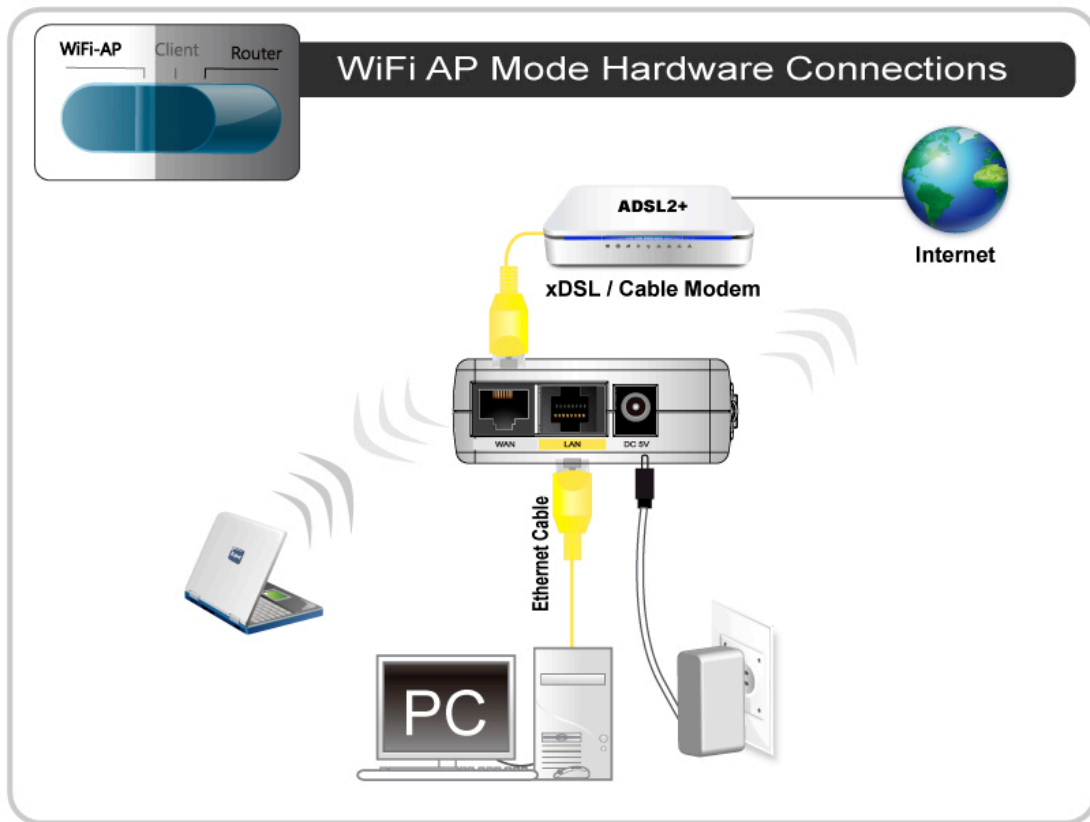 WiFi-AP Client Router
WiFi AP Mode Hardware Connections
ADSL2+
Internet
xDSL / Cable Modem
WAN LAN DC 5V
Ethernet Cable
PC